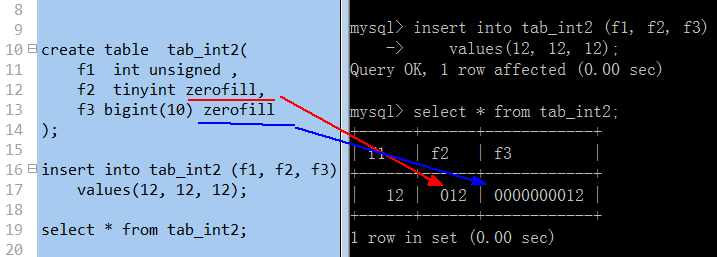 8
9
10 create table  tab_int2(
11     f1  int unsigned ,
12     f2  tinyint zerofill,
13     f3 bigint(10) zerofill
14 );
15
16 insert into tab_int2 (f1, f2, f3)
17     values(12, 12, 12);
18
19 select * from tab_int2;
20
mysql> insert into tab_int2 (f1, f2, f3)
    ->     values(12, 12, 12);
Query OK, 1 row affected (0.00 sec)
mysql> select * from tab_int2;
+------+------+------------+
| f1   | f2   | f3         |
+------+------+------------+
|   12 |  012 | 0000000012 |
+------+------+------------+
1 row in set (0.00 sec)